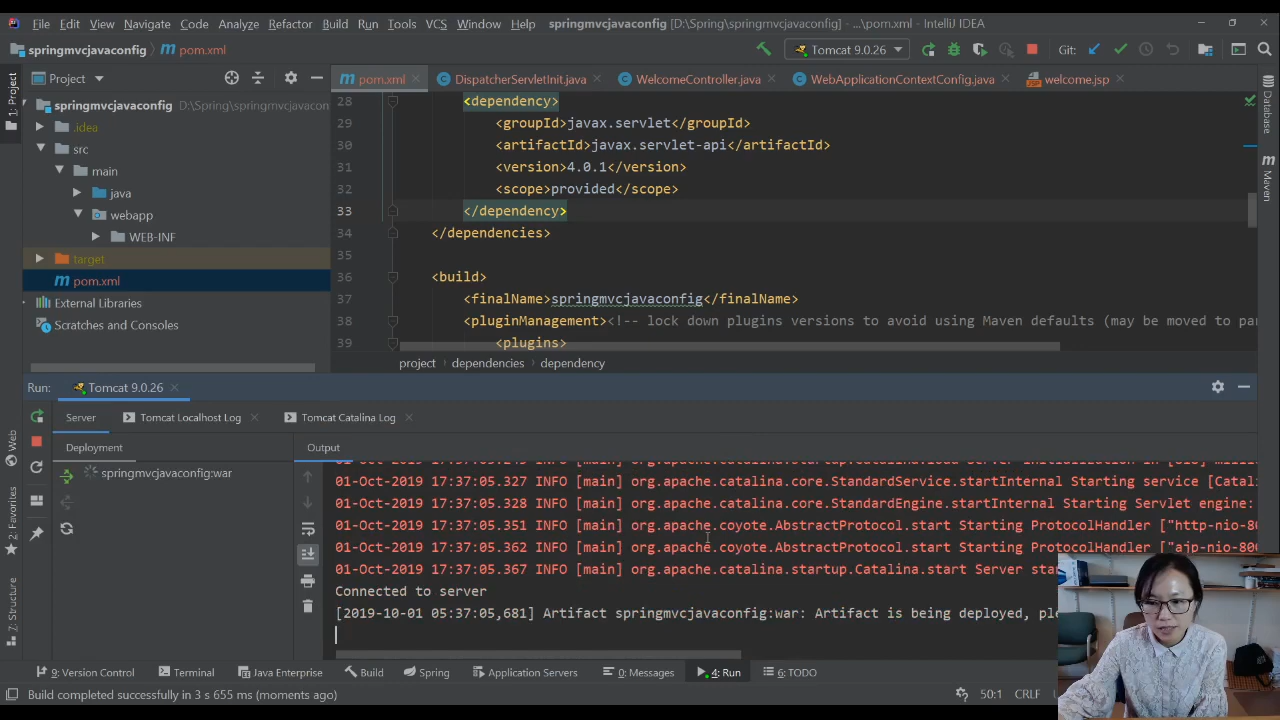 File Edit View Navigate Code Analyze Refactor Build Run Tools VCS Window Help springmvcjavaconfig [D:\Spring\springmvcjavaconfig] - ...\pom.xml - IntelliJ IDEA
springmvcjavaconfig pom.xml Tomcat 9.0.26 Git:
1: Project
Project
pom.xml DispatcherServletInit.java WelcomeController.java WebApplicationContextConfig.java welcome.jsp
springmvcjavaconfig D:\Spring\springmvcjavaconfig
.idea
src
main
java
webapp
WEB-INF
target
pom.xml
External Libraries
Scratches and Consoles
28 <dependency>
29 <groupId>javax.servlet</groupId>
30 <artifactId>javax.servlet-api</artifactId>
31 <version>4.0.1</version>
32 <scope>provided</scope>
33 </dependency>
34 </dependencies>
35
36 <build>
37 <finalName>springmvcjavaconfig</finalName>
38 <pluginManagement><!-- lock down plugins versions to avoid using Maven defaults (may be moved to pa
39 <plugins>
project dependencies dependency
Database
Maven
Run: Tomcat 9.0.26
Server Tomcat Localhost Log Tomcat Catalina Log
Deployment Output
springmvcjavaconfig:war
01-Oct-2019 17:37:05.327 INFO [main] org.apache.catalina.core.StandardService.startInternal Starting service [Catal
01-Oct-2019 17:37:05.328 INFO [main] org.apache.catalina.core.StandardEngine.startInternal Starting Servlet engine:
01-Oct-2019 17:37:05.351 INFO [main] org.apache.coyote.AbstractProtocol.start Starting ProtocolHandler ["http-nio-80
01-Oct-2019 17:37:05.362 INFO [main] org.apache.coyote.AbstractProtocol.start Starting ProtocolHandler ["ajp-nio-800
01-Oct-2019 17:37:05.367 INFO [main] org.apache.catalina.startup.Catalina.start Server sta
Connected to server
[2019-10-01 05:37:05,681] Artifact springmvcjavaconfig:war: Artifact is being deployed, ple
Web
2: Favorites
7: Structure
9: Version Control Terminal Java Enterprise Build Spring Application Servers 0: Messages 4: Run 6: TODO
Build completed successfully in 3 s 655 ms (moments ago) 50:1 CRLF